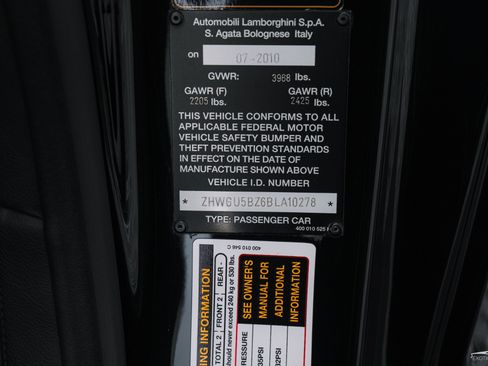 Automobili Lamborghini S.p.A.
S. Agata Bolognese Italy
on 07-2010
GVWR: 3968 lbs.
GAWR (F) GAWR (R)
2205 lbs. 2425 lbs.
THIS VEHICLE CONFORMS TO ALL
APPLICABLE FEDERAL MOTOR
VEHICLE SAFETY BUMPER AND
THEFT PREVENTION STANDARDS
IN EFFECT ON THE DATE OF
MANUFACTURE SHOWN ABOVE
VEHICLE I.D. NUMBER
* ZHWGU5BZ6BLA10278 *
TYPE: PASSENGER CAR
400 010 525
400 010 546 C
ING INFORMATION
TOTAL 2 FRONT 2 REAR -
should never exceed 240 kg or 530 lbs.
RESSURE
35PSI
32PSI
SEE OWNER'S
MANUAL FOR
ADDITIONAL
INFORMATION